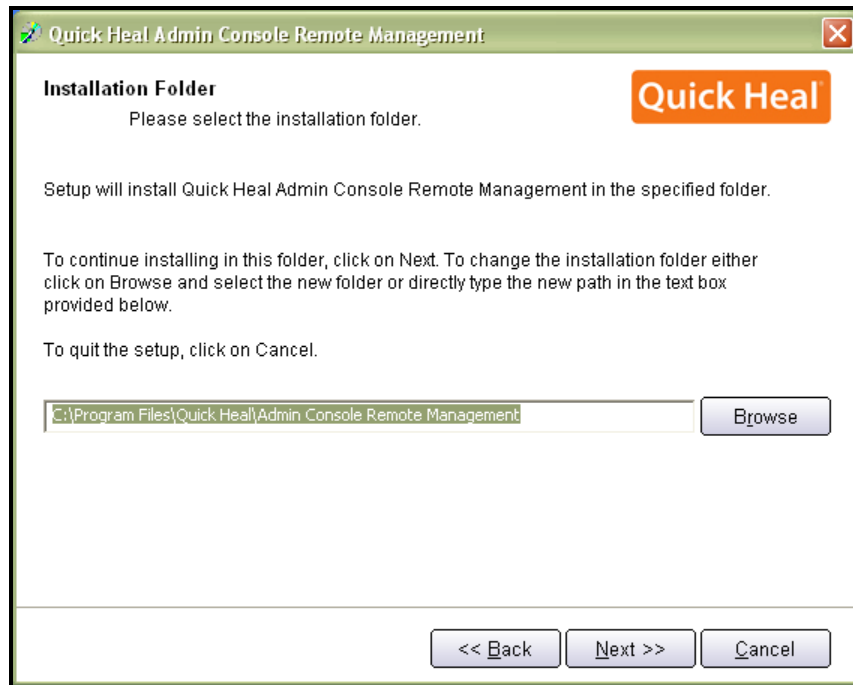 Quick Heal Admin Console Remote Management
Installation Folder
Please select the installation folder.
Quick Heal
Setup will install Quick Heal Admin Console Remote Management in the specified folder.
To continue installing in this folder, click on Next. To change the installation folder either
click on Browse and select the new folder or directly type the new path in the text box
provided below.
To quit the setup, click on Cancel.
C:\Program Files\Quick Heal\Admin Console Remote Management
Browse
<< Back
Next >>
Cancel